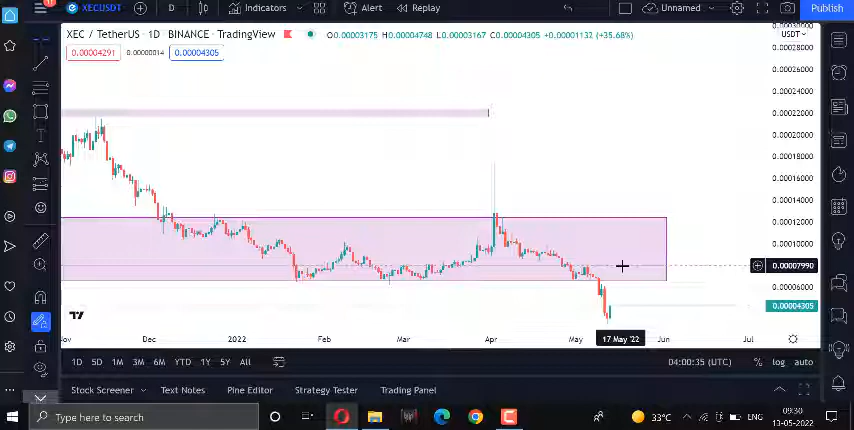 11 XECUSDT D Indicators Alert Replay Unnamed Publish
XEC / TetherUS · 1D · BINANCE · TradingView O0.00003175 H0.00004748 L0.00003167 C0.00004305 +0.00001132 (+35.68%) USDT
0.00004291 0.00000014 0.00004305
0.00028000
0.00026000
0.00024000
0.00022000
0.00020000
0.00018000
0.00016000
0.00014000
0.00012000
0.00010000
0.00007990
0.00006000
0.00004305
Nov Dec 2022 Feb Mar Apr May 17 May '22 Jun Jul
1D 5D 1M 3M 6M YTD 1Y 5Y All 04:00:35 (UTC) % log auto
Stock Screener Text Notes Pine Editor Strategy Tester Trading Panel
Type here to search 33°C ENG 09:30
13-05-2022